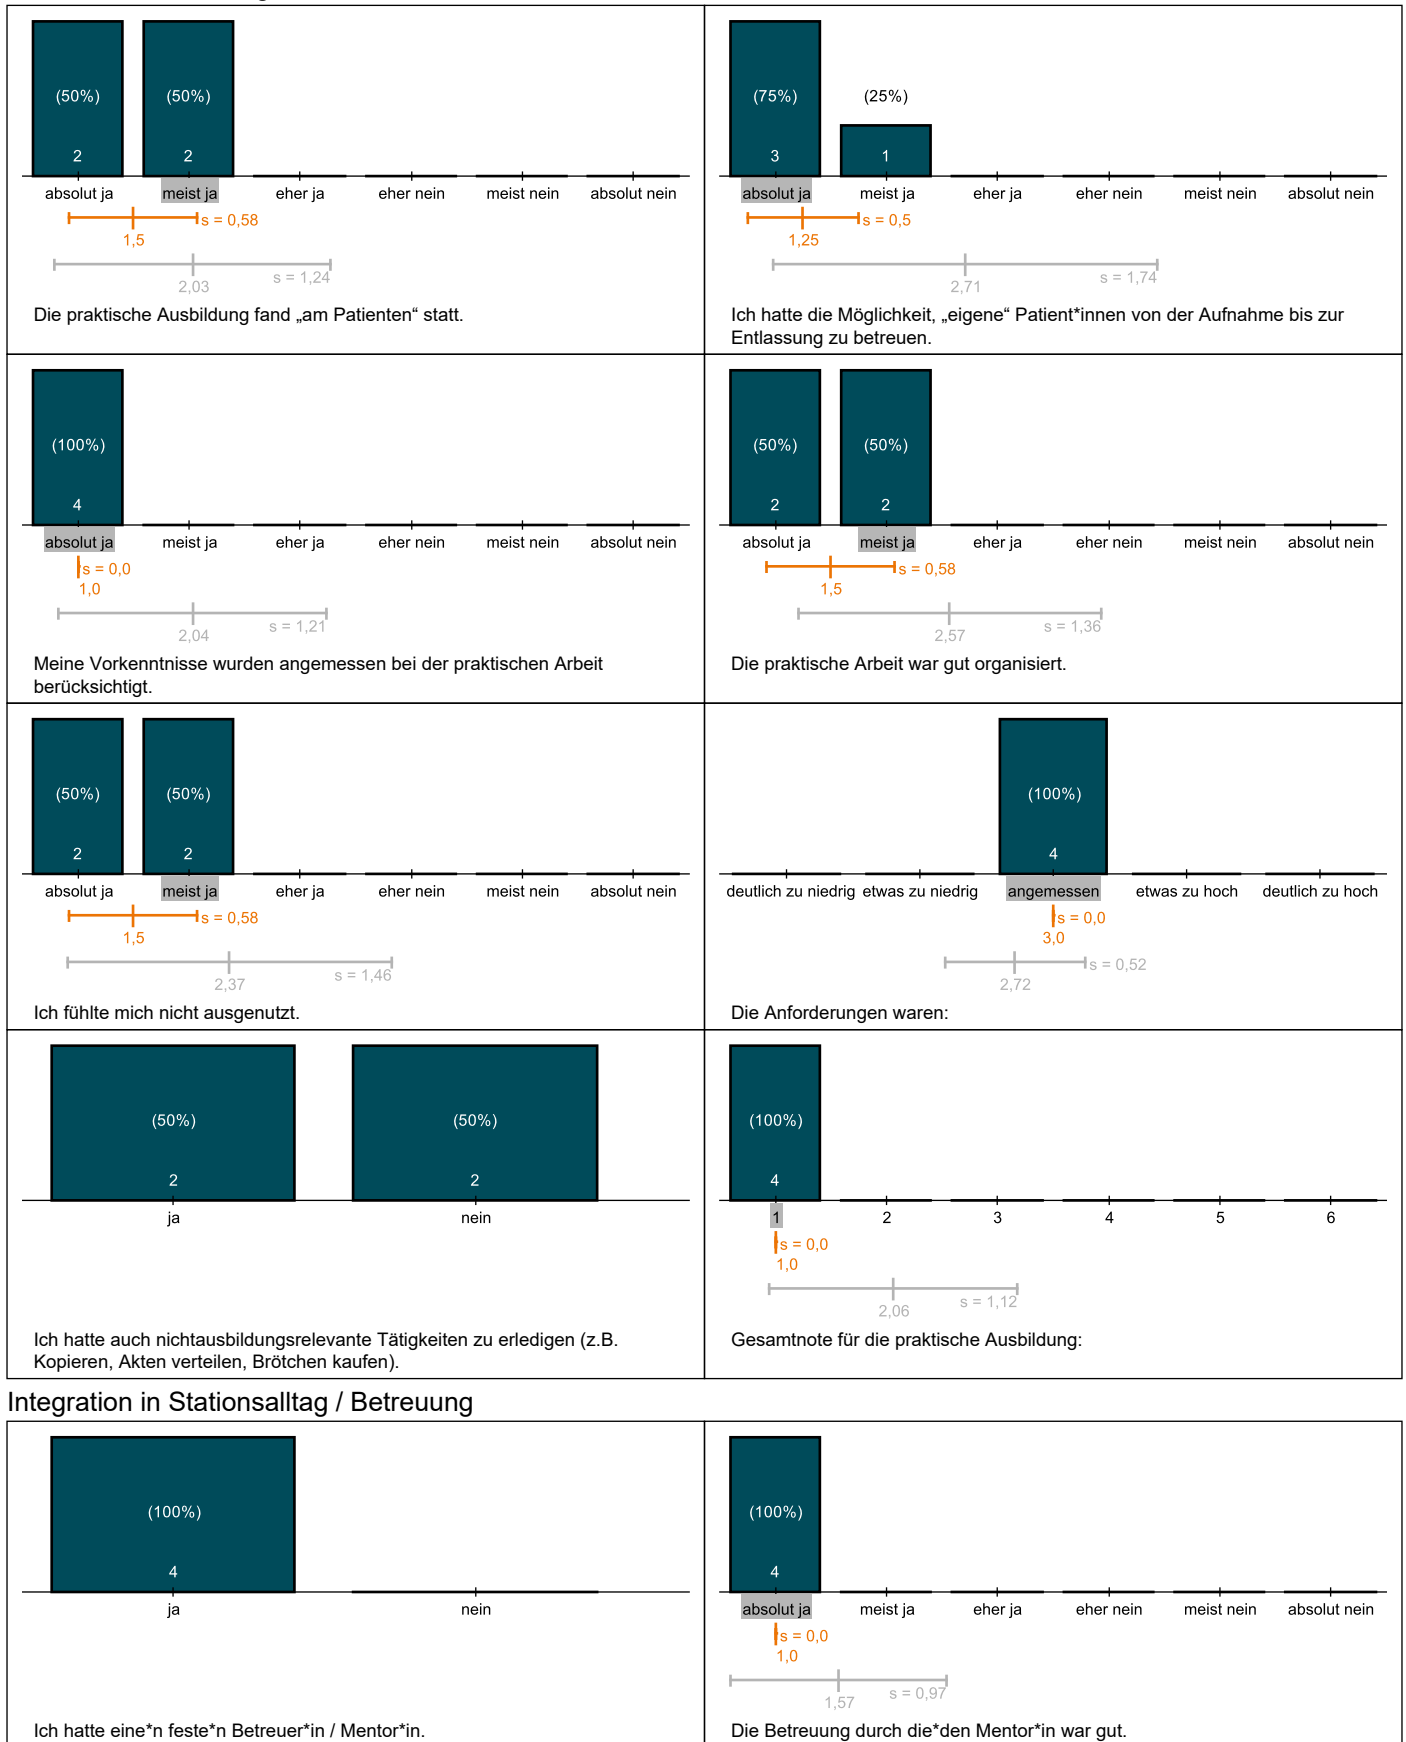 (50%) (50%)
2 2
absolut ja meist ja eher ja eher nein meist nein absolut nein
s = 0,58
1,5
s = 1,24
2,03
Die praktische Ausbildung fand „am Patienten“ statt.
(75%) (25%)
3 1
absolut ja meist ja eher ja eher nein meist nein absolut nein
s = 0,5
1,25
s = 1,74
2,71
Ich hatte die Möglichkeit, „eigene“ Patient*innen von der Aufnahme bis zur
Entlassung zu betreuen.
(100%)
4
absolut ja meist ja eher ja eher nein meist nein absolut nein
s = 0,0
1,0
s = 1,21
2,04
Meine Vorkenntnisse wurden angemessen bei der praktischen Arbeit
berücksichtigt.
(50%) (50%)
2 2
absolut ja meist ja eher ja eher nein meist nein absolut nein
s = 0,58
1,5
s = 1,36
2,57
Die praktische Arbeit war gut organisiert.
(50%) (50%)
2 2
absolut ja meist ja eher ja eher nein meist nein absolut nein
s = 0,58
1,5
s = 1,46
2,37
Ich fühlte mich nicht ausgenutzt.
(100%)
4
deutlich zu niedrig etwas zu niedrig angemessen etwas zu hoch deutlich zu hoch
s = 0,0
3,0
s = 0,52
2,72
Die Anforderungen waren:
(50%) (50%)
2 2
ja nein
Ich hatte auch nichtausbildungsrelevante Tätigkeiten zu erledigen (z.B.
Kopieren, Akten verteilen, Brötchen kaufen).
(100%)
4
1 2 3 4 5 6
s = 0,0
1,0
s = 1,12
2,06
Gesamtnote für die praktische Ausbildung:
Integration in Stationsalltag / Betreuung
(100%)
4
ja nein
Ich hatte eine*n feste*n Betreuer*in / Mentor*in.
(100%)
4
absolut ja meist ja eher ja eher nein meist nein absolut nein
s = 0,0
1,0
s = 0,97
1,57
Die Betreuung durch die*den Mentor*in war gut.